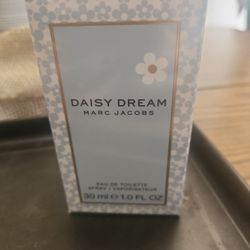 DAISY DREAM
MARC JACOBS
EAU DE TOILETTE
SPRAY / VAPORISATEUR
30 ml ℮ 1.0 FL OZ